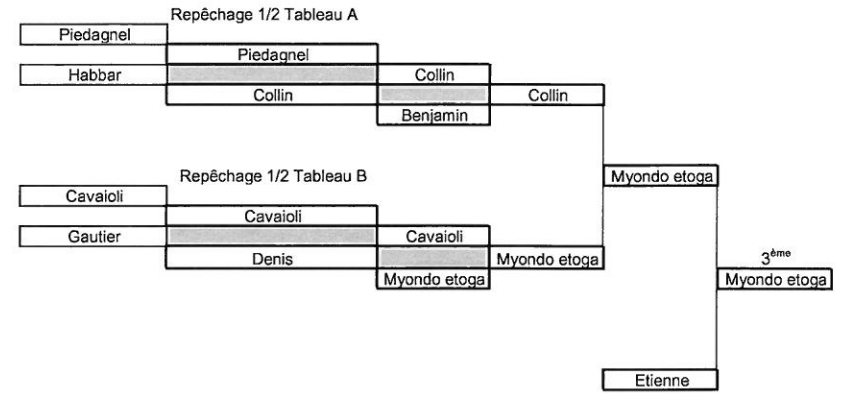 Repêchage 1/2 Tableau A
Piedagnel
Piedagnel
Habbar
Collin
Collin
Collin
Benjamin
Myondo etoga
Repêchage 1/2 Tableau B
Cavaioli
Cavaioli
Gautier
Cavaioli
Denis
Myondo etoga
Myondo etoga
3ème
Myondo etoga
Etienne